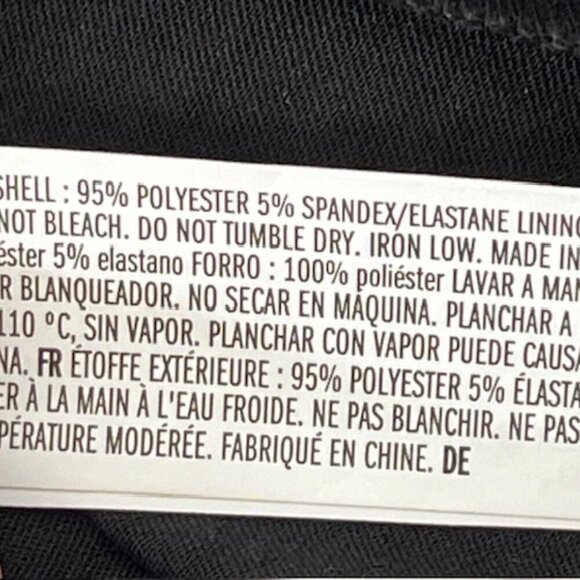 SHELL : 95% POLYESTER 5% SPANDEX/ELASTANE LINING
NOT BLEACH. DO NOT TUMBLE DRY. IRON LOW. MADE IN
éster 5% elastano FORRO : 100% poliéster LAVAR A MAN
R BLANQUEADOR. NO SECAR EN MÁQUINA. PLANCHAR A
110 °C, SIN VAPOR. PLANCHAR CON VAPOR PUEDE CAUSA
NA. FR ÉTOFFE EXTÉRIEURE : 95% POLYESTER 5% ÉLASTA
ER À LA MAIN À L'EAU FROIDE. NE PAS BLANCHIR. NE PAS
PÉRATURE MODÉRÉE. FABRIQUÉ EN CHINE. DE